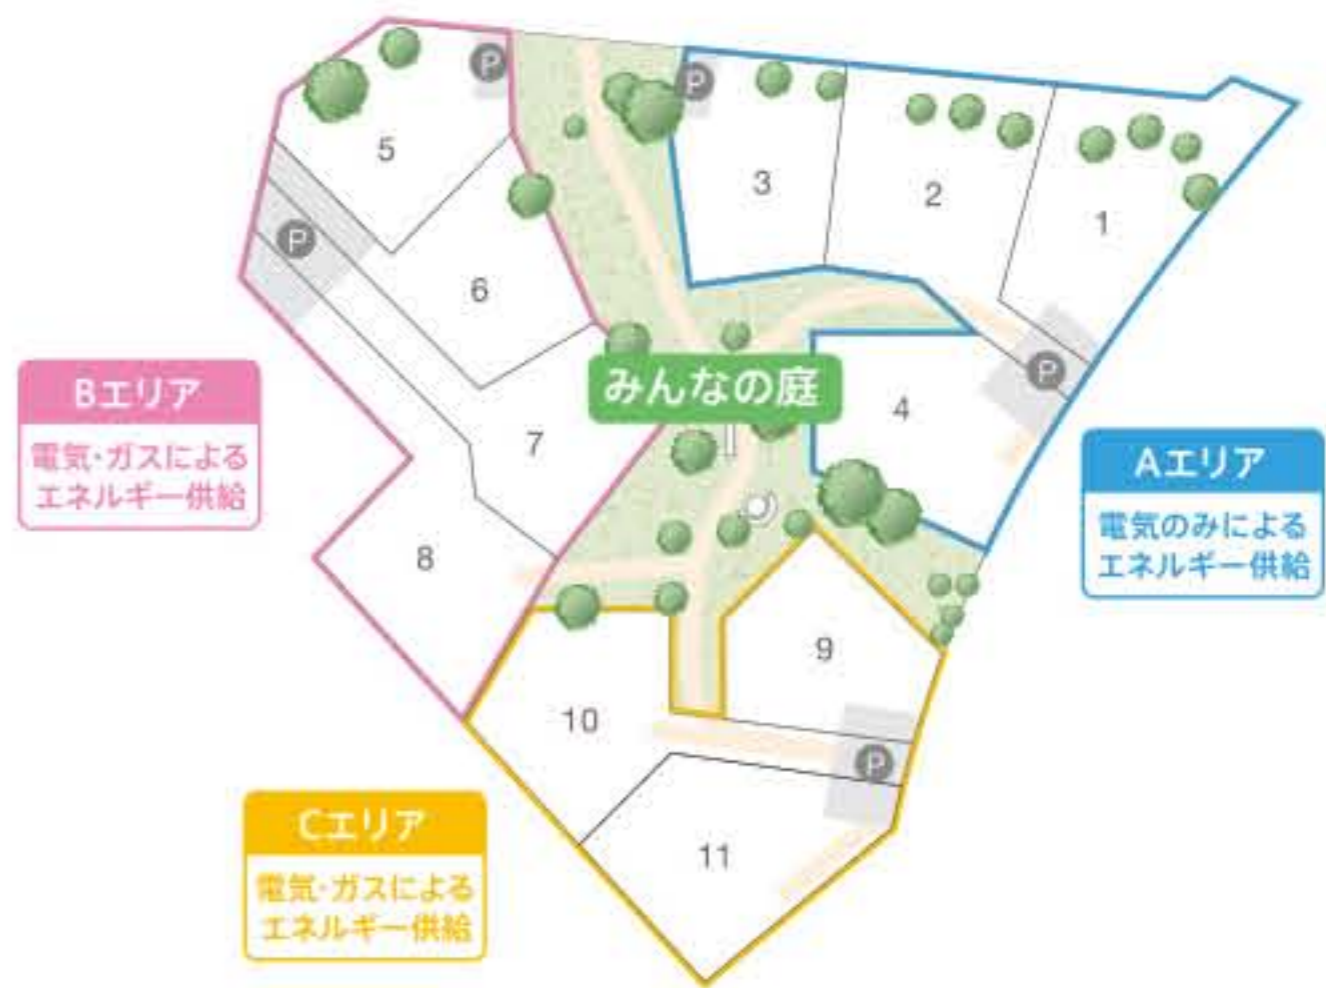 P
P
5
3
2
1
P
6
Bエリア
電気・ガスによる
エネルギー供給
みんなの庭
4
P
7
Aエリア
電気のみによる
エネルギー供給
8
9
10
P
Cエリア
電気・ガスによる
エネルギー供給
11